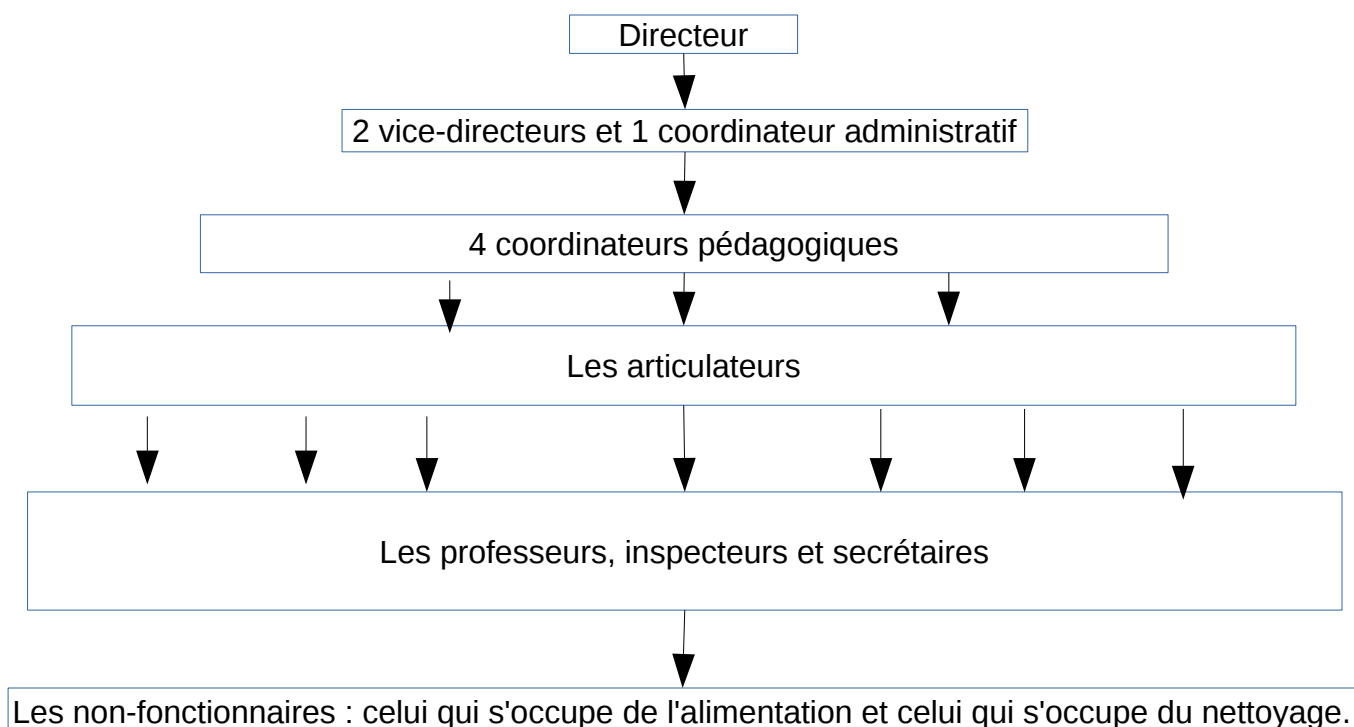 Directeur
2 vice-directeurs et 1 coordinateur administratif
4 coordinateurs pédagogiques
Les articulateurs
Les professeurs, inspecteurs et secrétaires
Les non-fonctionnaires : celui qui s'occupe de l'alimentation et celui qui s'occupe du nettoyage.